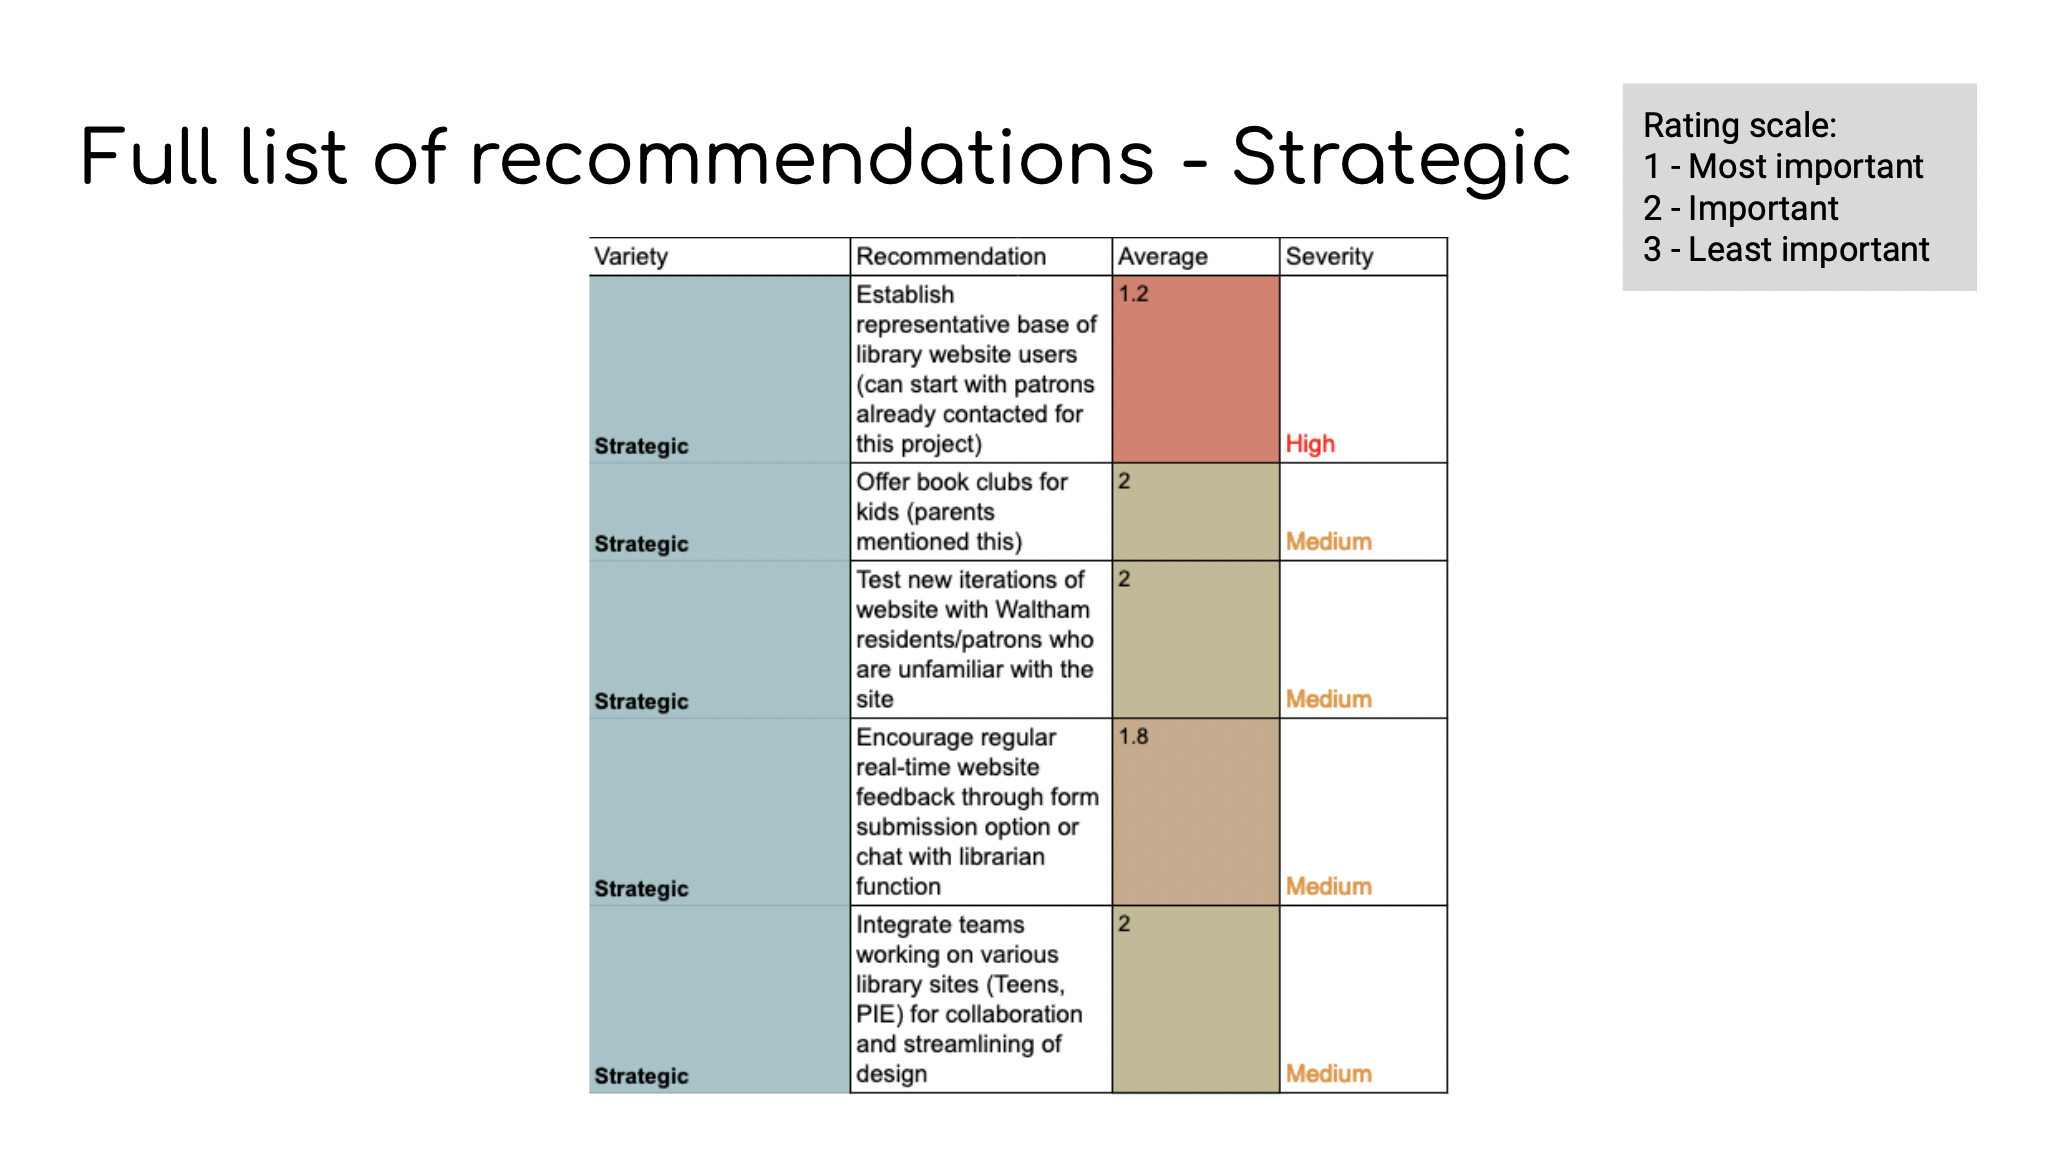 Full list of recommendations - Strategic
Rating scale:
1 - Most important
2 - Important
3 - Least important
Variety Recommendation Average Severity
Establish 1.2
representative base of
library website users
(can start with patrons
already contacted for
Strategic this project) High
Offer book clubs for 2
kids (parents
Strategic mentioned this) Medium
Test new iterations of 2
website with Waltham
residents/patrons who
are unfamiliar with the
Strategic site Medium
Encourage regular 1.8
real-time website
feedback through form
submission option or
chat with librarian
Strategic function Medium
Integrate teams 2
working on various
library sites (Teens,
PIE) for collaboration
and streamlining of
Strategic design Medium